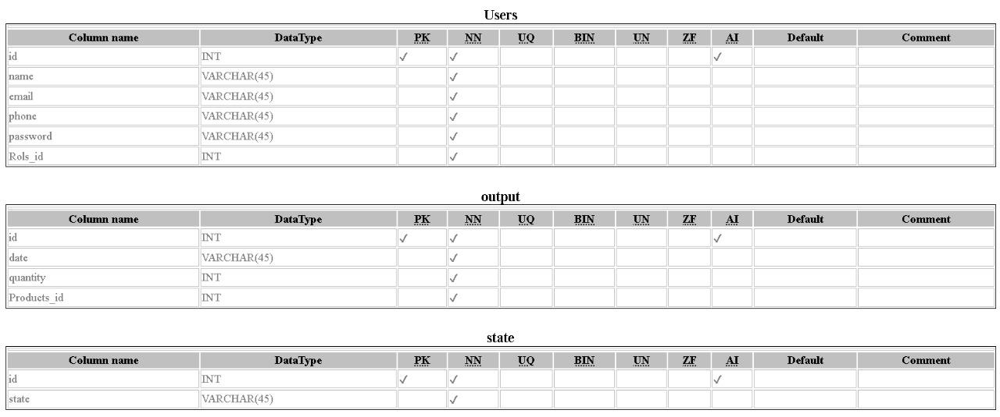 Users
Column name DataType PK NN UQ BIN UN ZF AI Default Comment
id INT ✓ ✓ ✓
name VARCHAR(45) ✓
email VARCHAR(45) ✓
phone VARCHAR(45) ✓
password VARCHAR(45) ✓
Rols_id INT ✓
output
Column name DataType PK NN UQ BIN UN ZF AI Default Comment
id INT ✓ ✓ ✓
date VARCHAR(45) ✓
quantity INT ✓
Products_id INT ✓
state
Column name DataType PK NN UQ BIN UN ZF AI Default Comment
id INT ✓ ✓ ✓
state VARCHAR(45) ✓